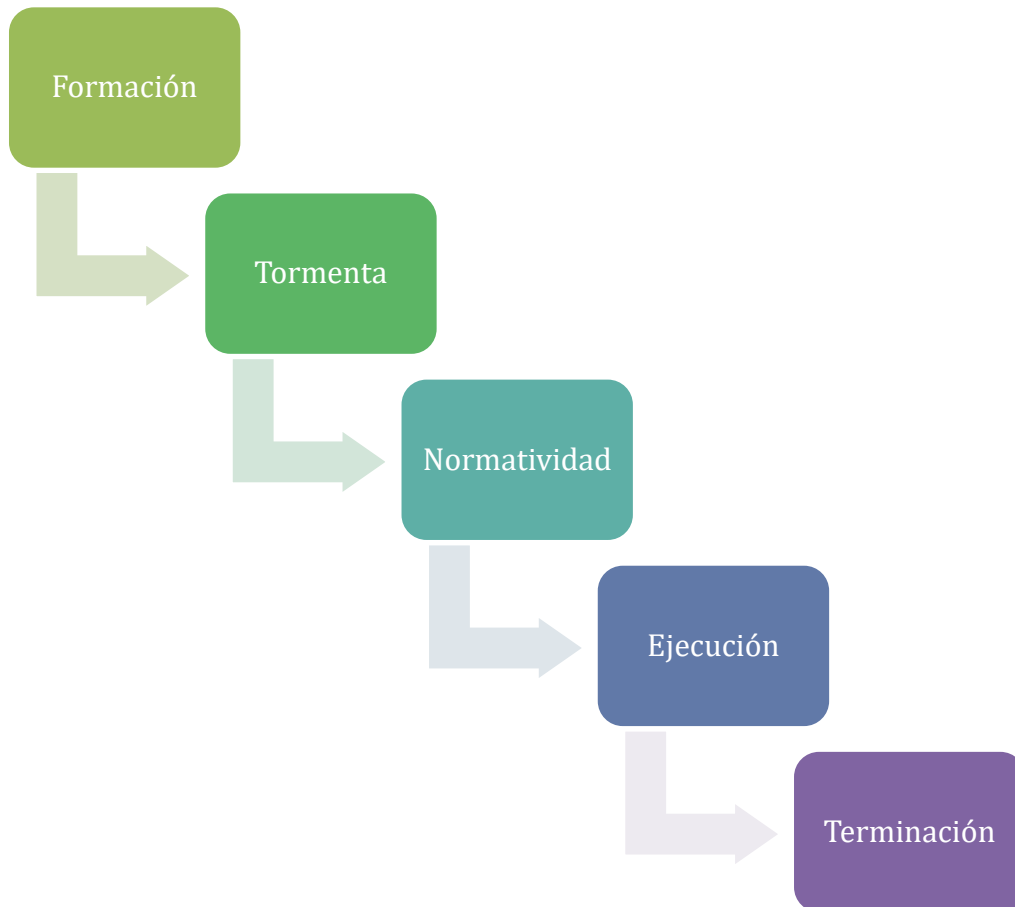 Formación
Tormenta
Normatividad
Ejecución
Terminación